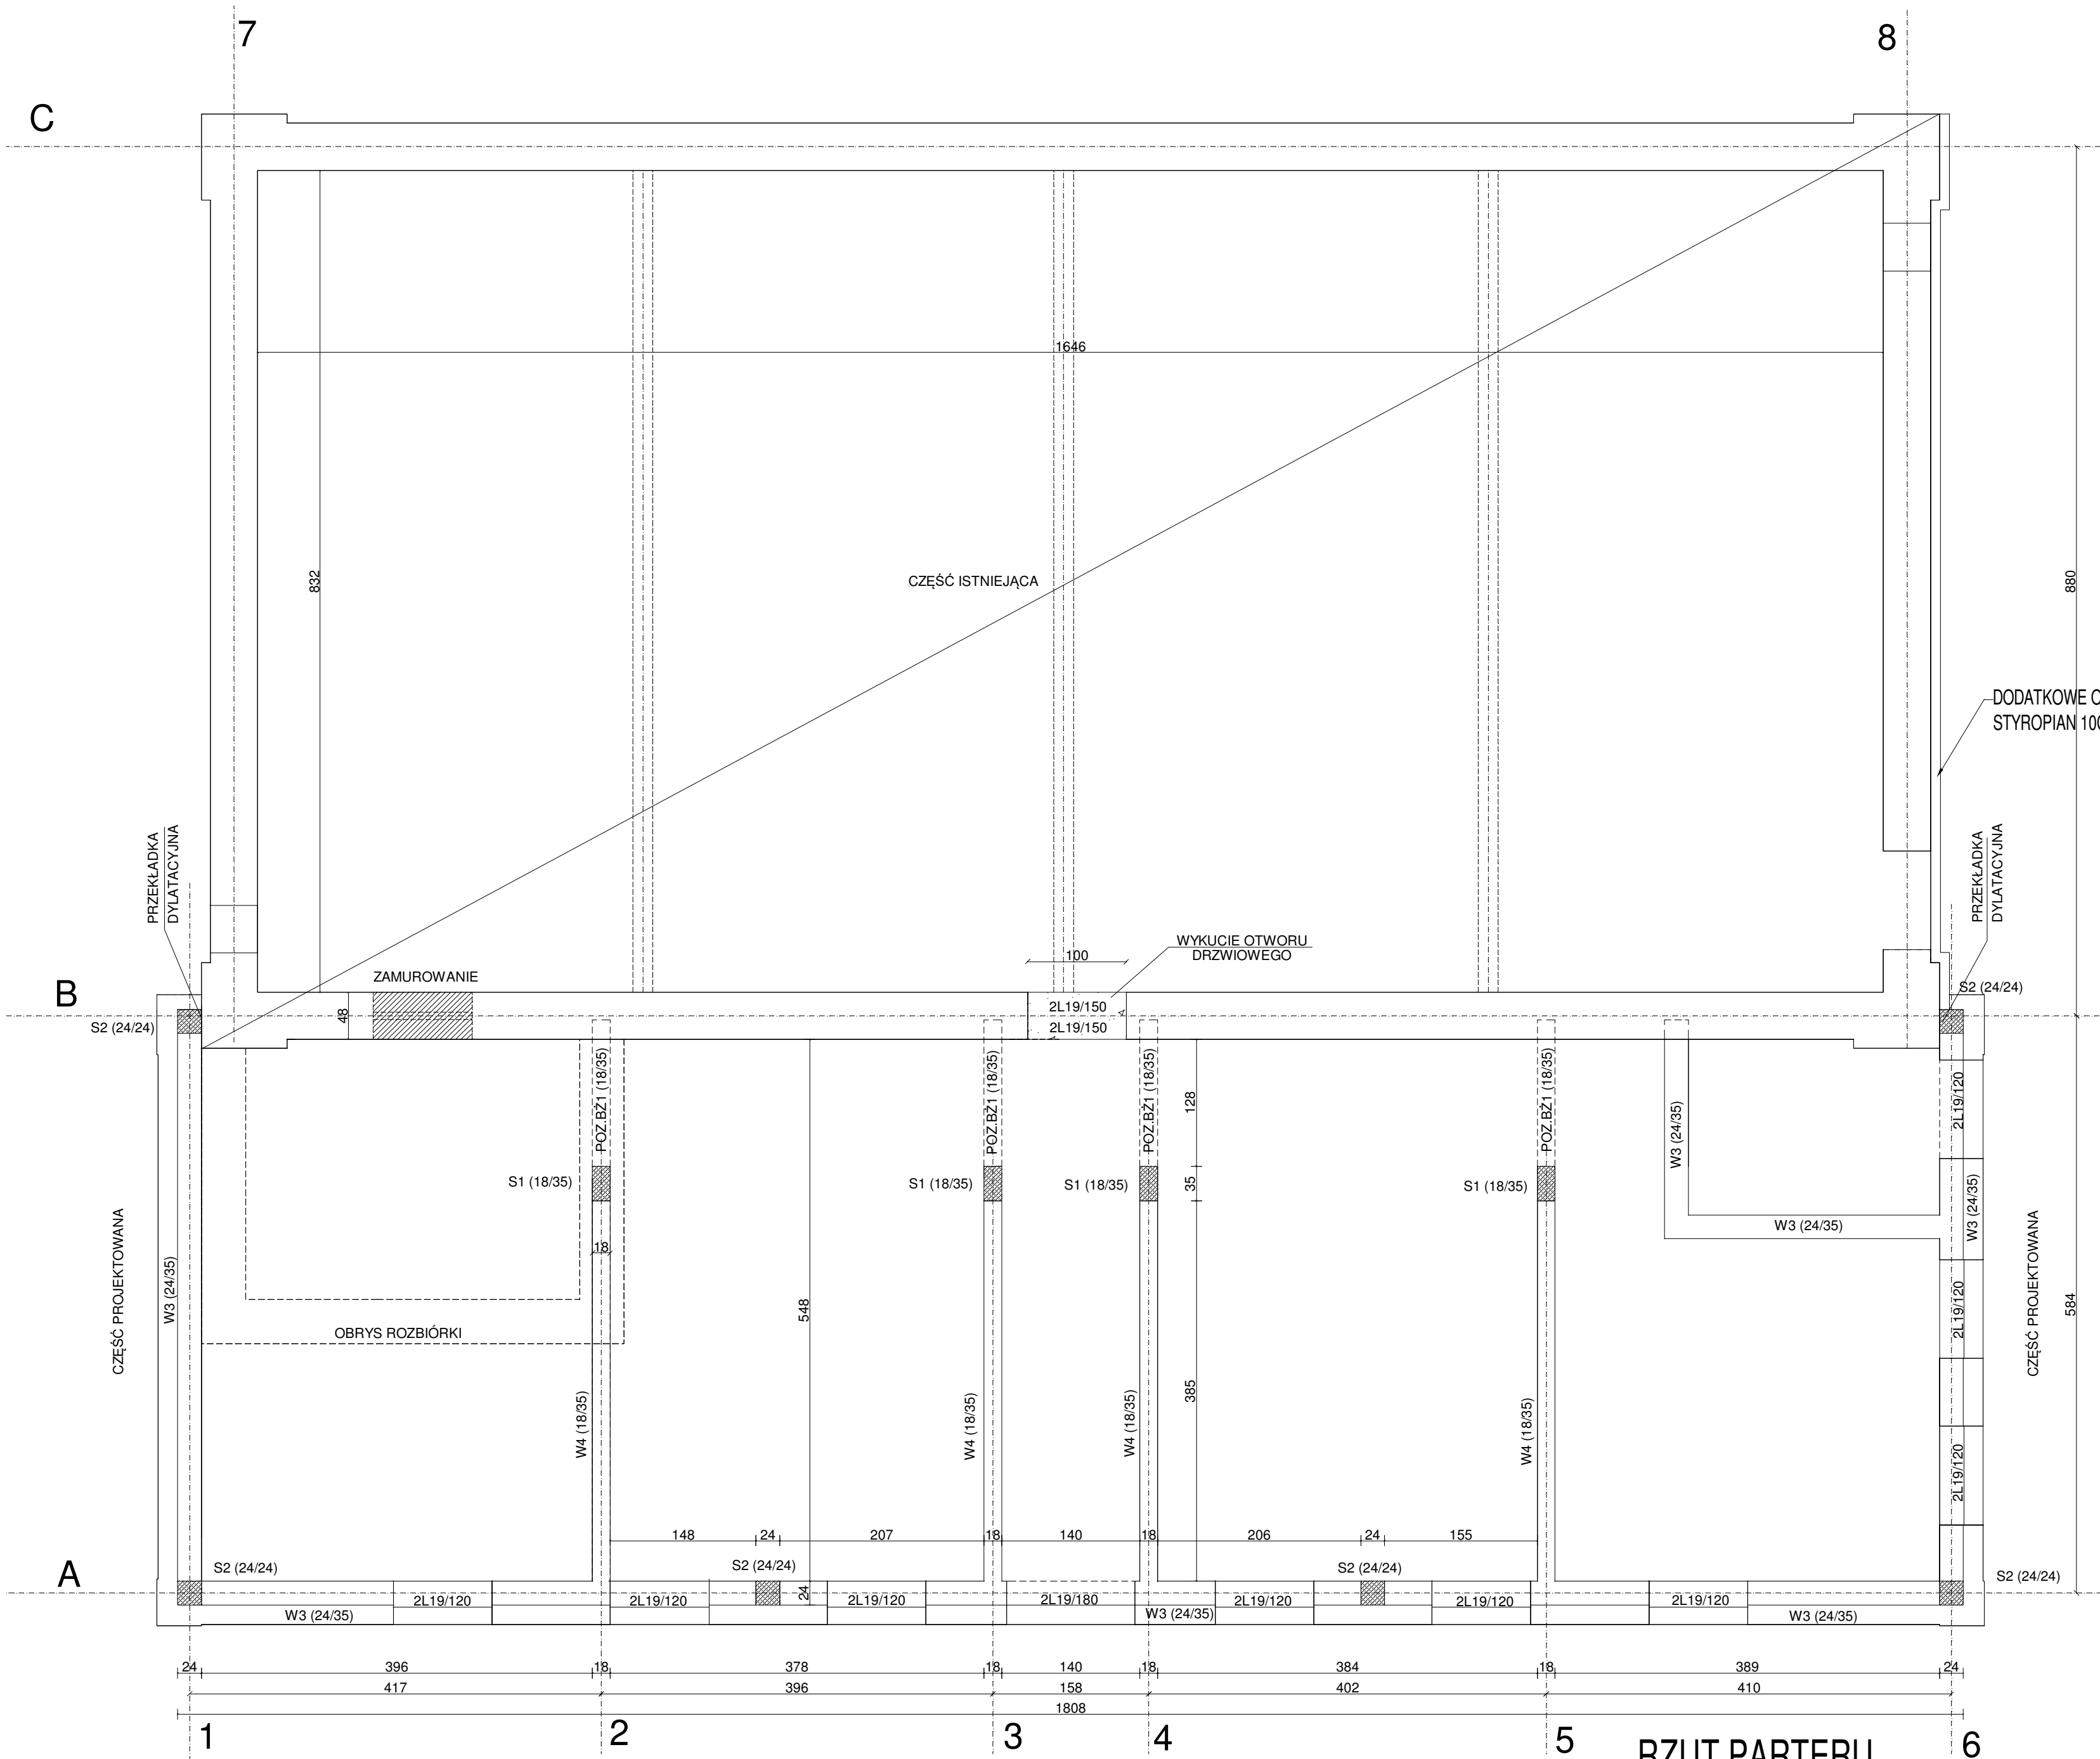 7
8
C
1646
832
CZĘŚĆ ISTNIEJĄCA
880
DODATKOWE
STYROPIAN
PRZEKŁADKA
DYLATACYJNA
PRZEKŁADKA
DYLATACYJNA
WYKUCIE OTWORU
DRZWIOWEGO
100
ZAMUROWANIE
B
48
2L19/150
2L19/150
S2 (24/24)
S2 (24/24)
POZ.BŻ1 (18/35)
POZ.BŻ1 (18/35)
POZ.BŻ1 (18/35)
POZ.BŻ1 (18/35)
128
W3 (24/35)
2L19/120
S1 (18/35)
S1 (18/35)
S1 (18/35)
35
S1 (18/35)
W3 (24/35)
W3 (24/35)
CZĘŚĆ PROJEKTOWANA
W3 (24/35)
18
548
2L19/120
CZĘŚĆ PROJEKTOWANA
584
OBRYS ROZBIÓRKI
W4 (18/35)
W4 (18/35)
W4 (18/35)
385
W4 (18/35)
2L19/120
148 24 207 18 140 18 206 24 155
A
S2 (24/24)
S2 (24/24)
S2 (24/24)
S2 (24/24)
24
W3 (24/35)
2L19/120
2L19/120
2L19/120
2L19/180
W3 (24/35)
2L19/120
2L19/120
2L19/120
W3 (24/35)
24 396 18 378 18 140 18 384 18 389 24
417 396 158 402 410
1808
1 2 3 4 5 6
RZUT PARTERU